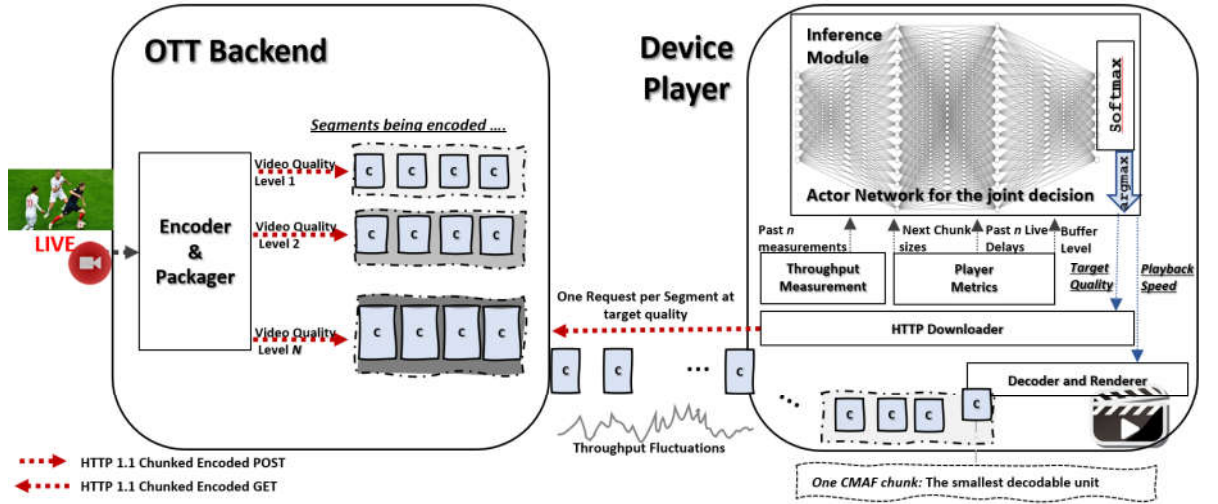 OTT Backend
Segments being encoded ....
Video Quality
Level 1
C C C C
Video Quality
Level 2
C C C C
Encoder
&
Packager
LIVE
Video Quality
Level N
C C C C
HTTP 1.1 Chunked Encoded POST
HTTP 1.1 Chunked Encoded GET
One Request per Segment at
target quality
C C ... C
Throughput Fluctuations
Device
Player
Inference
Module
Softmax
argmax
Actor Network for the joint decision
Past n
measurements
Next Chunk
sizes
Past n Live
Delays
Buffer
Level
Throughput
Measurement
Player
Metrics
Target
Quality
Playback
Speed
HTTP Downloader
Decoder and Renderer
... C C C C
One CMAF chunk: The smallest decodable unit